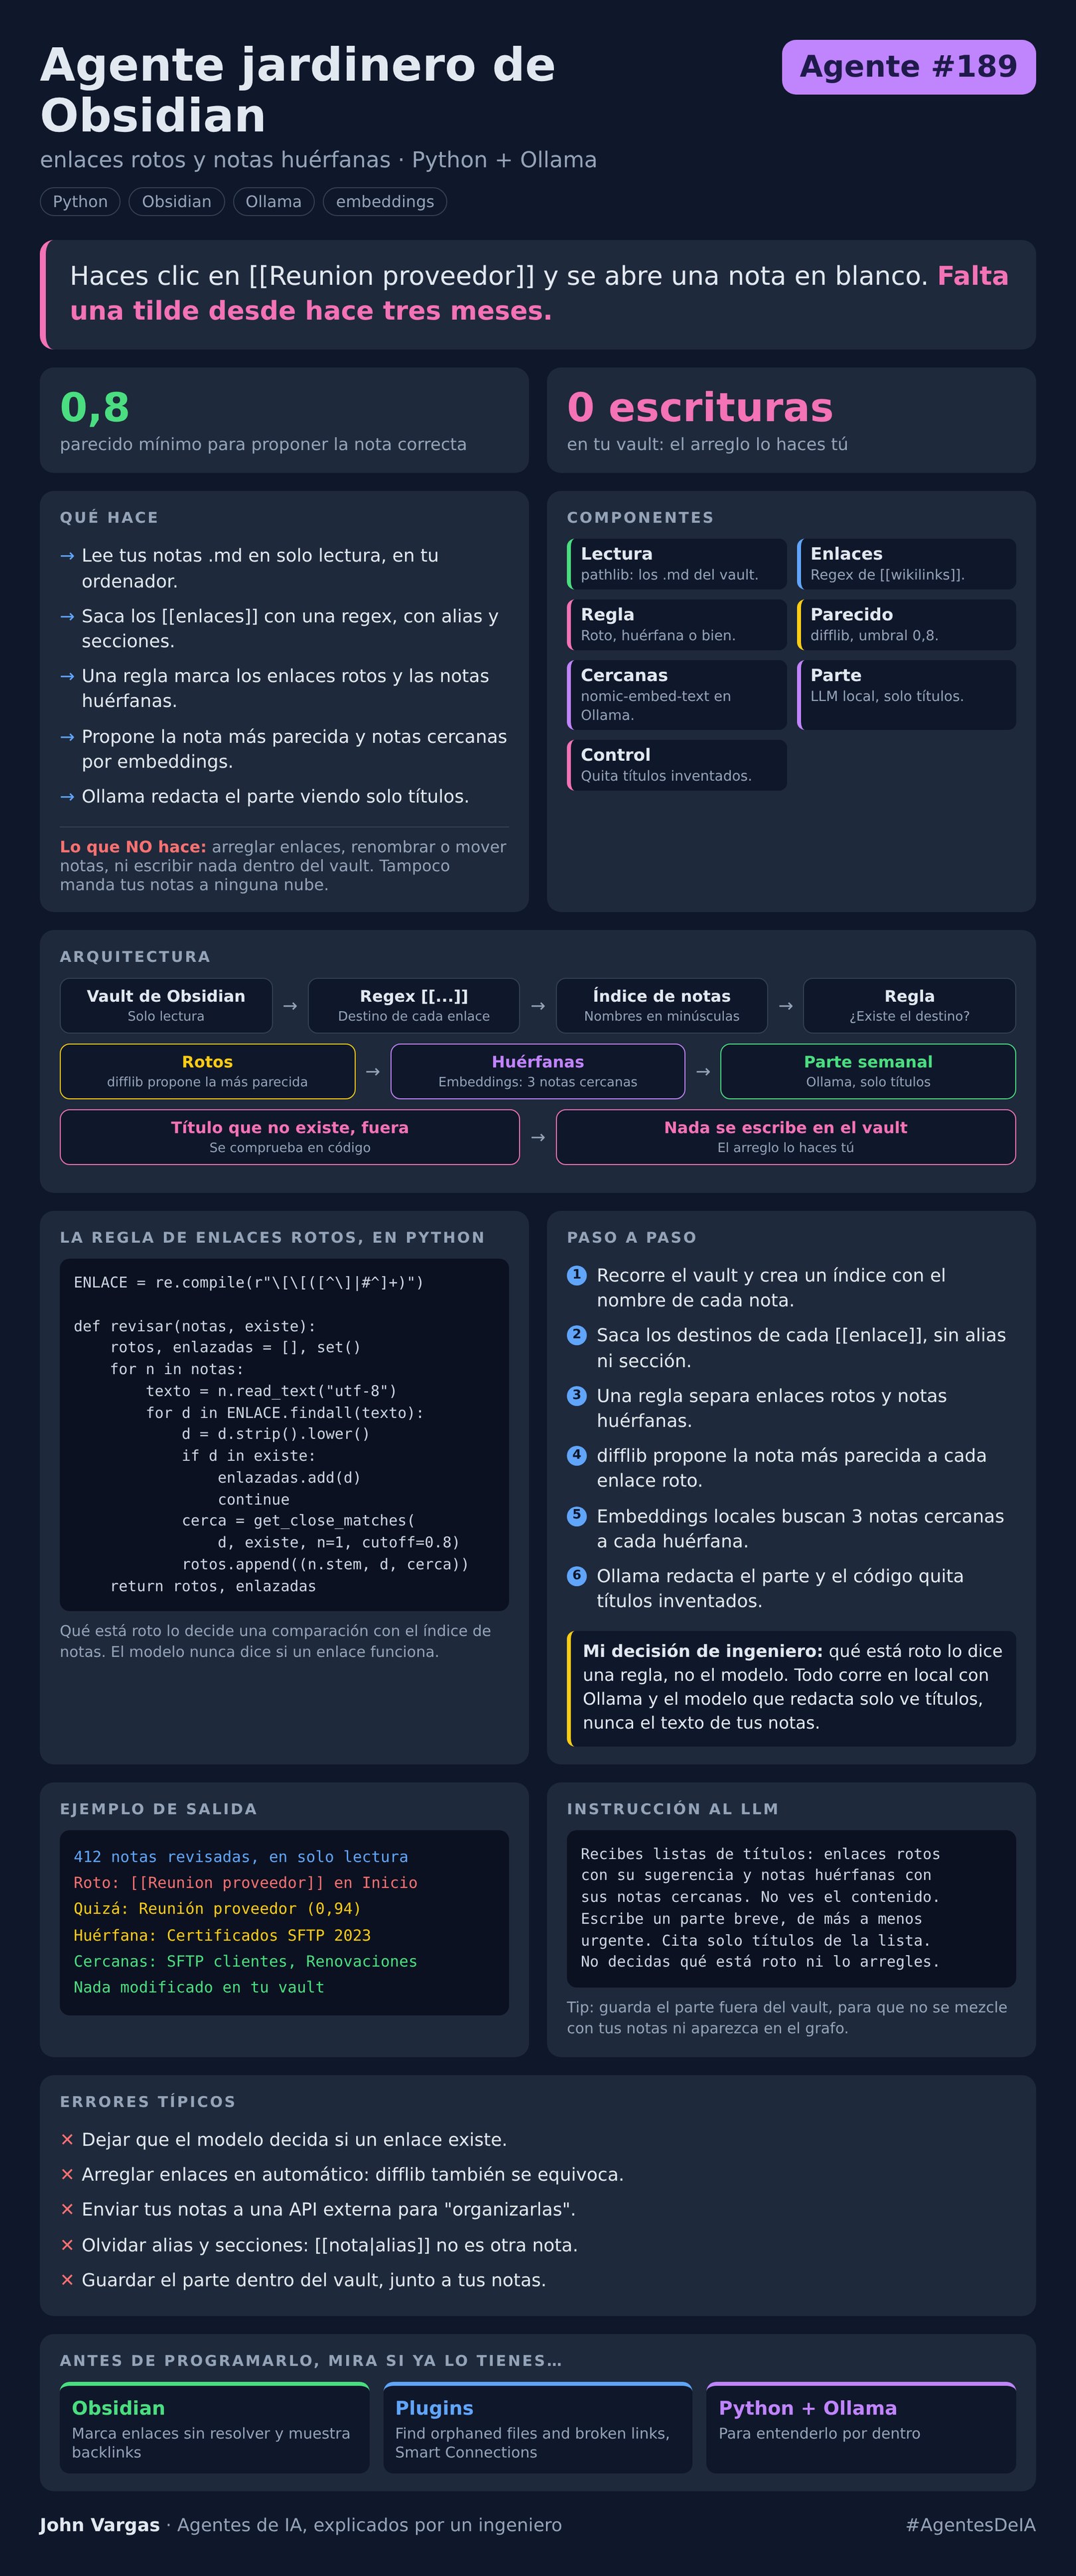 Agente jardinero de
Obsidian
Agente #189
enlaces rotos y notas huérfanas · Python + Ollama
Python
Obsidian
Ollama
embeddings
Haces clic en [[Reunion proveedor]] y se abre una nota en blanco. Falta
una tilde desde hace tres meses.
0,8
parecido mínimo para proponer la nota correcta
0 escrituras
en tu vault: el arreglo lo haces tú
QUÉ HACE
→ Lee tus notas .md en solo lectura, en tu
ordenador.
→ Saca los [[enlaces]] con una regex, con alias y
secciones.
→ Una regla marca los enlaces rotos y las notas
huérfanas.
→ Propone la nota más parecida y notas cercanas
por embeddings.
→ Ollama redacta el parte viendo solo títulos.
Lo que NO hace: arreglar enlaces, renombrar o mover
notas, ni escribir nada dentro del vault. Tampoco
manda tus notas a ninguna nube.
COMPONENTES
Lectura
pathlib: los .md del vault.
Enlaces
Regex de [[wikilinks]].
Regla
Roto, huérfana o bien.
Parecido
difflib, umbral 0,8.
Cercanas
nomic-embed-text en
Ollama.
Parte
LLM local, solo títulos.
Control
Quita títulos inventados.
ARQUITECTURA
Vault de Obsidian
Solo lectura
→
Regex [[...]]
Destino de cada enlace
→
Índice de notas
Nombres en minúsculas
→
Regla
¿Existe el destino?
Rotos
difflib propone la más parecida
→
Huérfanas
Embeddings: 3 notas cercanas
→
Parte semanal
Ollama, solo títulos
Título que no existe, fuera
Se comprueba en código
→
Nada se escribe en el vault
El arreglo lo haces tú
LA REGLA DE ENLACES ROTOS, EN PYTHON
ENLACE = re.compile(r"\[\[([^\]|#^]+)")
def revisar(notas, existe):
    rotos, enlazadas = [], set()
    for n in notas:
        texto = n.read_text("utf-8")
        for d in ENLACE.findall(texto):
            d = d.strip().lower()
            if d in existe:
                enlazadas.add(d)
                continue
            cerca = get_close_matches(
                d, existe, n=1, cutoff=0.8)
            rotos.append((n.stem, d, cerca))
    return rotos, enlazadas
Qué está roto lo decide una comparación con el índice de
notas. El modelo nunca dice si un enlace funciona.
PASO A PASO
1 Recorre el vault y crea un índice con el
nombre de cada nota.
2 Saca los destinos de cada [[enlace]], sin alias
ni sección.
3 Una regla separa enlaces rotos y notas
huérfanas.
4 difflib propone la nota más parecida a cada
enlace roto.
5 Embeddings locales buscan 3 notas cercanas
a cada huérfana.
6 Ollama redacta el parte y el código quita
títulos inventados.
Mi decisión de ingeniero: qué está roto lo dice
una regla, no el modelo. Todo corre en local con
Ollama y el modelo que redacta solo ve títulos,
nunca el texto de tus notas.
EJEMPLO DE SALIDA
412 notas revisadas, en solo lectura
Roto: [[Reunion proveedor]] en Inicio
Quizá: Reunión proveedor (0,94)
Huérfana: Certificados SFTP 2023
Cercanas: SFTP clientes, Renovaciones
Nada modificado en tu vault
INSTRUCCIÓN AL LLM
Recibes listas de títulos: enlaces rotos
con su sugerencia y notas huérfanas con
sus notas cercanas. No ves el contenido.
Escribe un parte breve, de más a menos
urgente. Cita solo títulos de la lista.
No decidas qué está roto ni lo arregles.
Tip: guarda el parte fuera del vault, para que no se mezcle
con tus notas ni aparezca en el grafo.
ERRORES TÍPICOS
✕ Dejar que el modelo decida si un enlace existe.
✕ Arreglar enlaces en automático: difflib también se equivoca.
✕ Enviar tus notas a una API externa para "organizarlas".
✕ Olvidar alias y secciones: [[nota|alias]] no es otra nota.
✕ Guardar el parte dentro del vault, junto a tus notas.
ANTES DE PROGRAMARLO, MIRA SI YA LO TIENES…
Obsidian
Marca enlaces sin resolver y muestra
backlinks
Plugins
Find orphaned files and broken links,
Smart Connections
Python + Ollama
Para entenderlo por dentro
John Vargas · Agentes de IA, explicados por un ingeniero
#AgentesDeIA